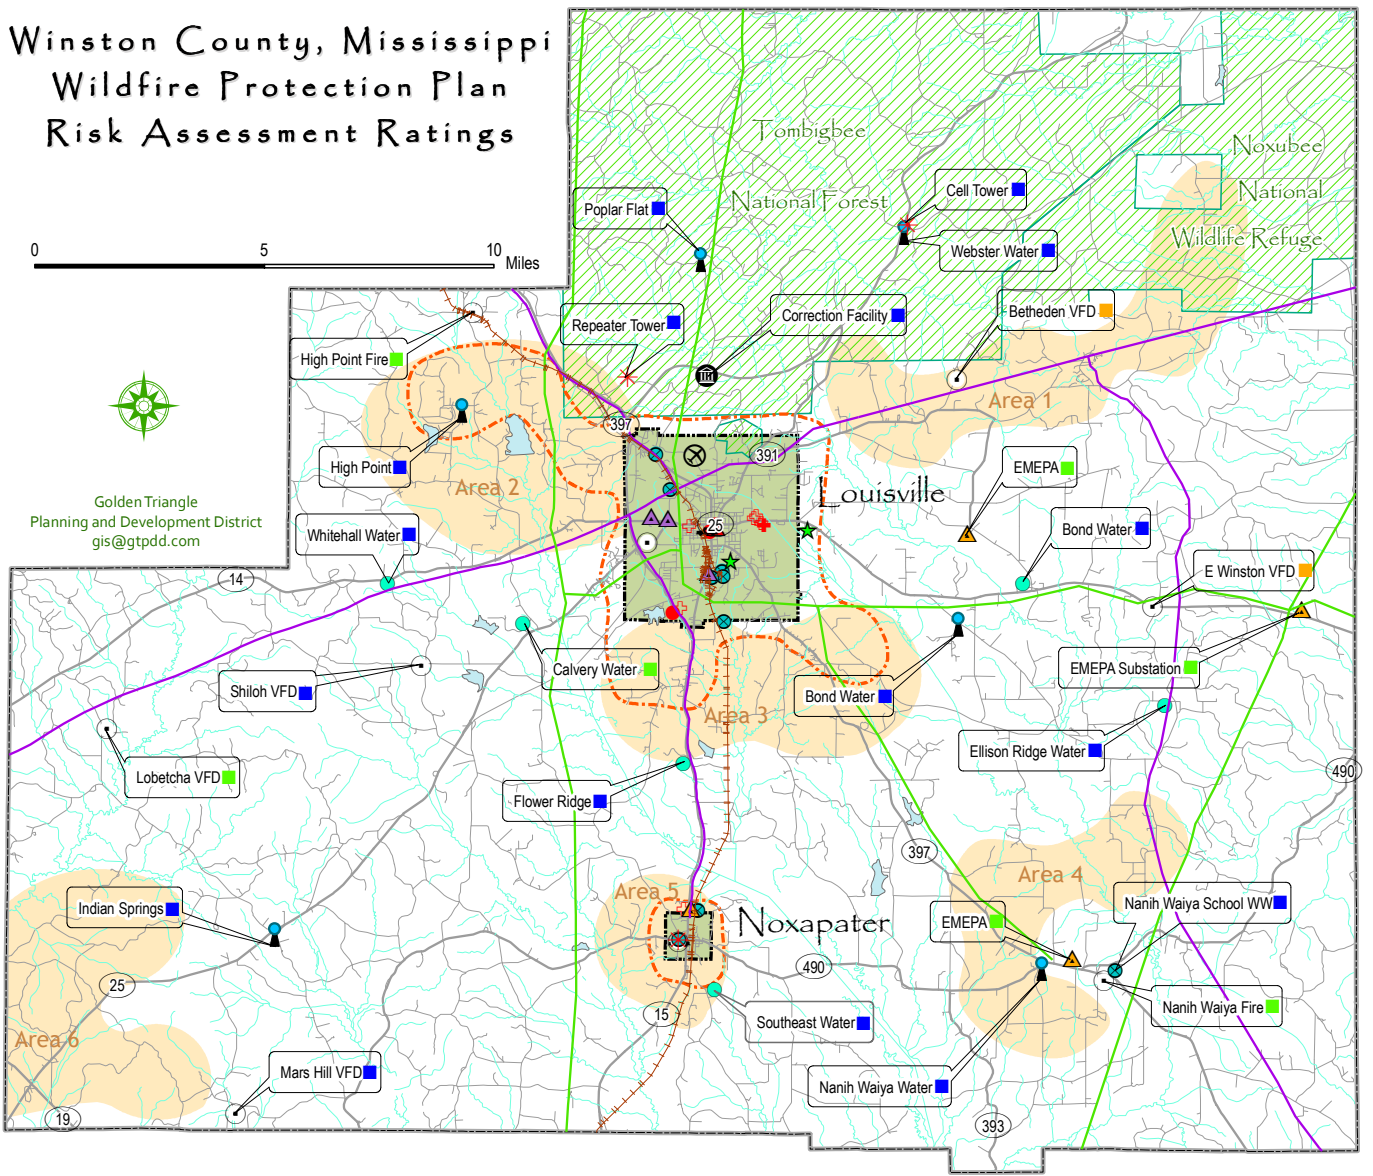 Winston County, Mississippi
Wildfire Protection Plan
Risk Assessment Ratings
0 5 10 Miles
Golden Triangle
Planning and Development District
gis@gtpdd.com
Tombigbee
National Forest
Noxubee
National
Wildlife Refuge
Cell Tower
Poplar Flat
Webster Water
Repeater Tower
Correction Facility
Betheden VFD
High Point Fire
Area 1
397
391
High Point
Area 2
EMEPA
Louisville
25
Whitehall Water
Bond Water
14
E Winston VFD
Calvery Water
EMEPA Substation
Shiloh VFD
Bond Water
Area 3
Ellison Ridge Water
Lobetcha VFD
490
Flower Ridge
397
Area 4
Area 5
Indian Springs
Nanih Waiya School WW
EMEPA
Noxapater
490
25
Nanih Waiya Fire
15
Southeast Water
Area 6
Mars Hill VFD
Nanih Waiya Water
19
393